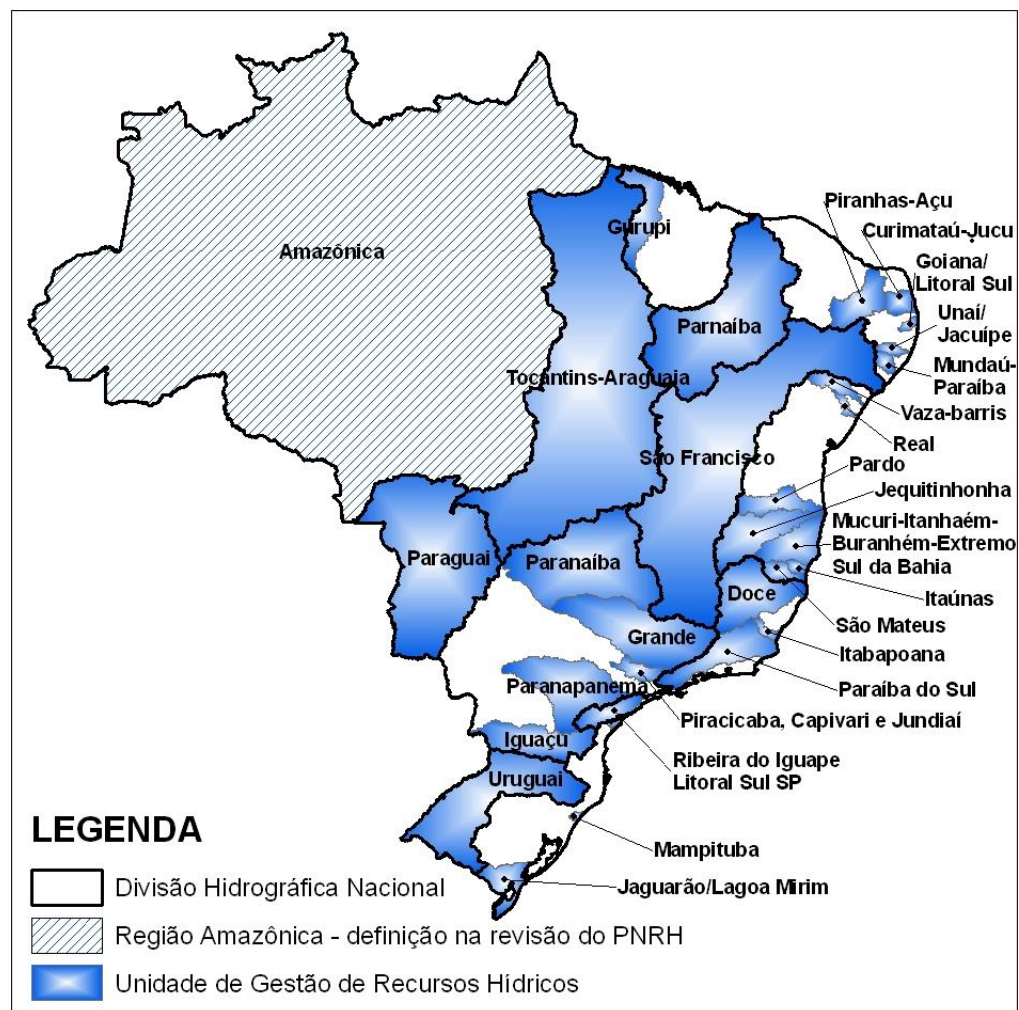 Piranhas-Açu
Curimataú-Jucu
Goiana/
Litoral Sul
Gurupi
Amazônica
Unaí/
Jacuípe
Parnaíba
Mundaú-
Paraíba
Tocantins-Araguaia
Vaza-barris
Real
São Francisco
Pardo
Jequitinhonha
Mucuri-Itanhaém-
Buranhém-Extremo
Sul da Bahia
Paraguai
Paranaíba
Doce
Itaúnas
São Mateus
Grande
Itabapoana
Paranapanema
Paraíba do Sul
Piracicaba, Capivari e Jundiaí
Iguaçu
Ribeira do Iguape
Litoral Sul SP
Uruguai
Mampituba
Jaguarão/Lagoa Mirim
LEGENDA
Divisão Hidrográfica Nacional
Região Amazônica - definição na revisão do PNRH
Unidade de Gestão de Recursos Hídricos